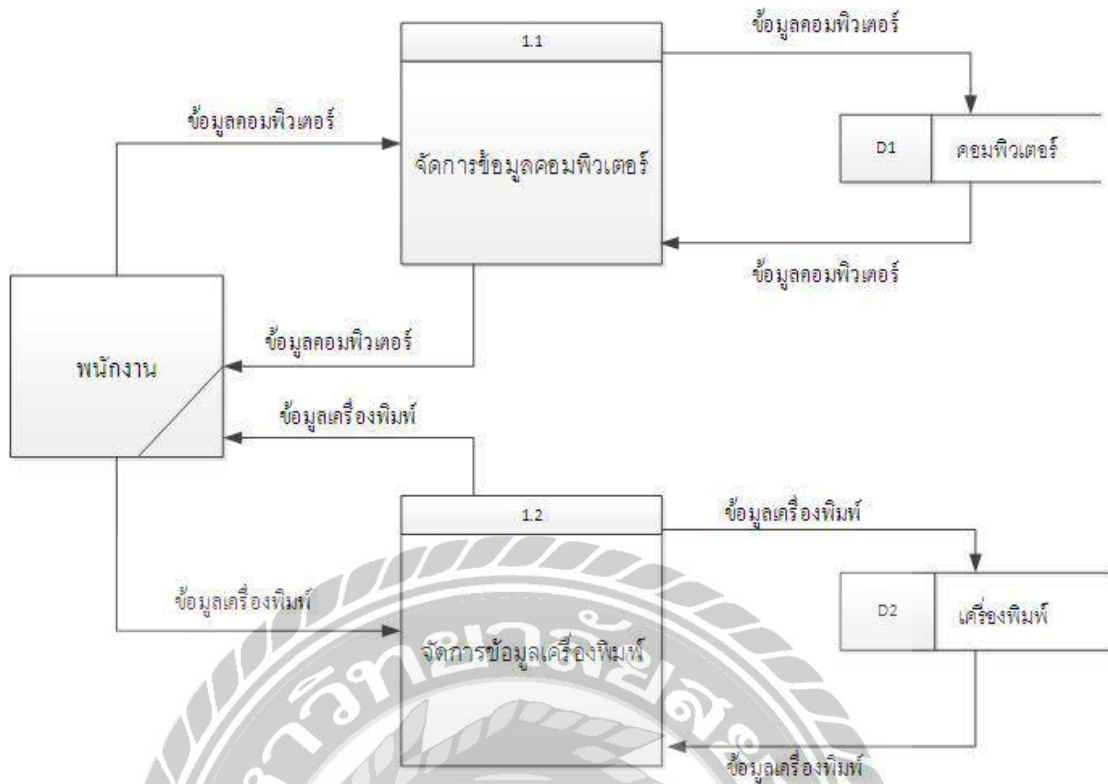 ข้อมูลคอมพิวเตอร์
1.1
ข้อมูลคอมพิวเตอร์
จัดการข้อมูลคอมพิวเตอร์
D1
คอมพิวเตอร์
ข้อมูลคอมพิวเตอร์
ข้อมูลคอมพิวเตอร์
พนักงาน
ข้อมูลเครื่องพิมพ์
1.2
ข้อมูลเครื่องพิมพ์
ข้อมูลเครื่องพิมพ์
D2
เครื่องพิมพ์
จัดการข้อมูลเครื่องพิมพ์
ข้อมูลเครื่องพิมพ์